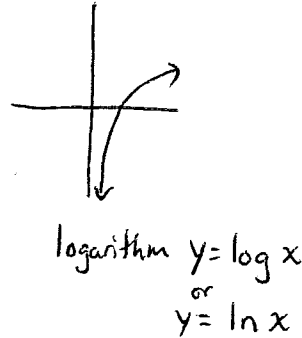 logarithm y=log x
or
y= ln x